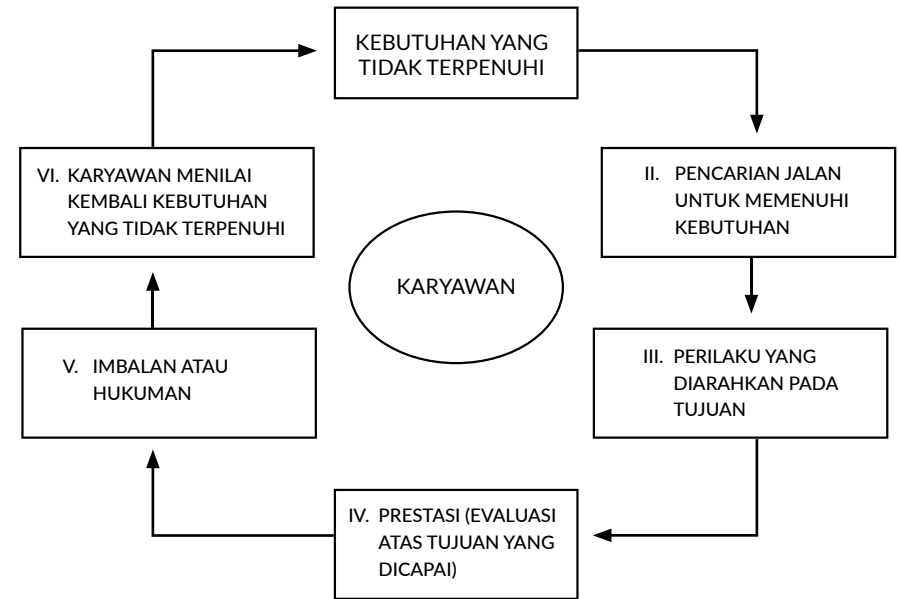 KEBUTUHAN YANG
TIDAK TERPENUHI
VI. KARYAWAN MENILAI
KEMBALI KEBUTUHAN
YANG TIDAK TERPENUHI
II. PENCARIAN JALAN
UNTUK MEMENUHI
KEBUTUHAN
KARYAWAN
V. IMBALAN ATAU
HUKUMAN
III. PERILAKU YANG
DIARAHKAN PADA
TUJUAN
IV. PRESTASI (EVALUASI
ATAS TUJUAN YANG
DICAPAI)